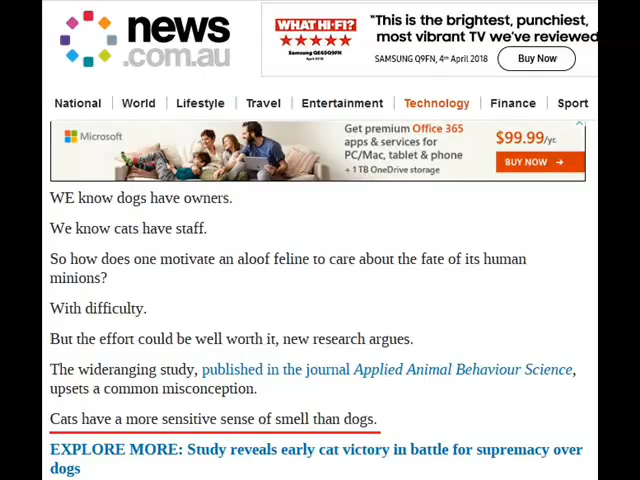 news
.com.au
WHAT HI-FI?
Samsung QE65Q9FN
April 2018
"This is the brightest, punchiest,
most vibrant TV we've reviewed
SAMSUNG Q9FN, 4th April 2018
Buy Now
National | World | Lifestyle | Travel | Entertainment | Technology | Finance | Sport
Microsoft
Get premium Office 365
apps & services for
PC/Mac, tablet & phone
+ 1 TB OneDrive storage
$99.99/yr.
BUY NOW →
WE know dogs have owners.
We know cats have staff.
So how does one motivate an aloof feline to care about the fate of its human
minions?
With difficulty.
But the effort could be well worth it, new research argues.
The wideranging study, published in the journal Applied Animal Behaviour Science,
upsets a common misconception.
Cats have a more sensitive sense of smell than dogs.
EXPLORE MORE: Study reveals early cat victory in battle for supremacy over
dogs